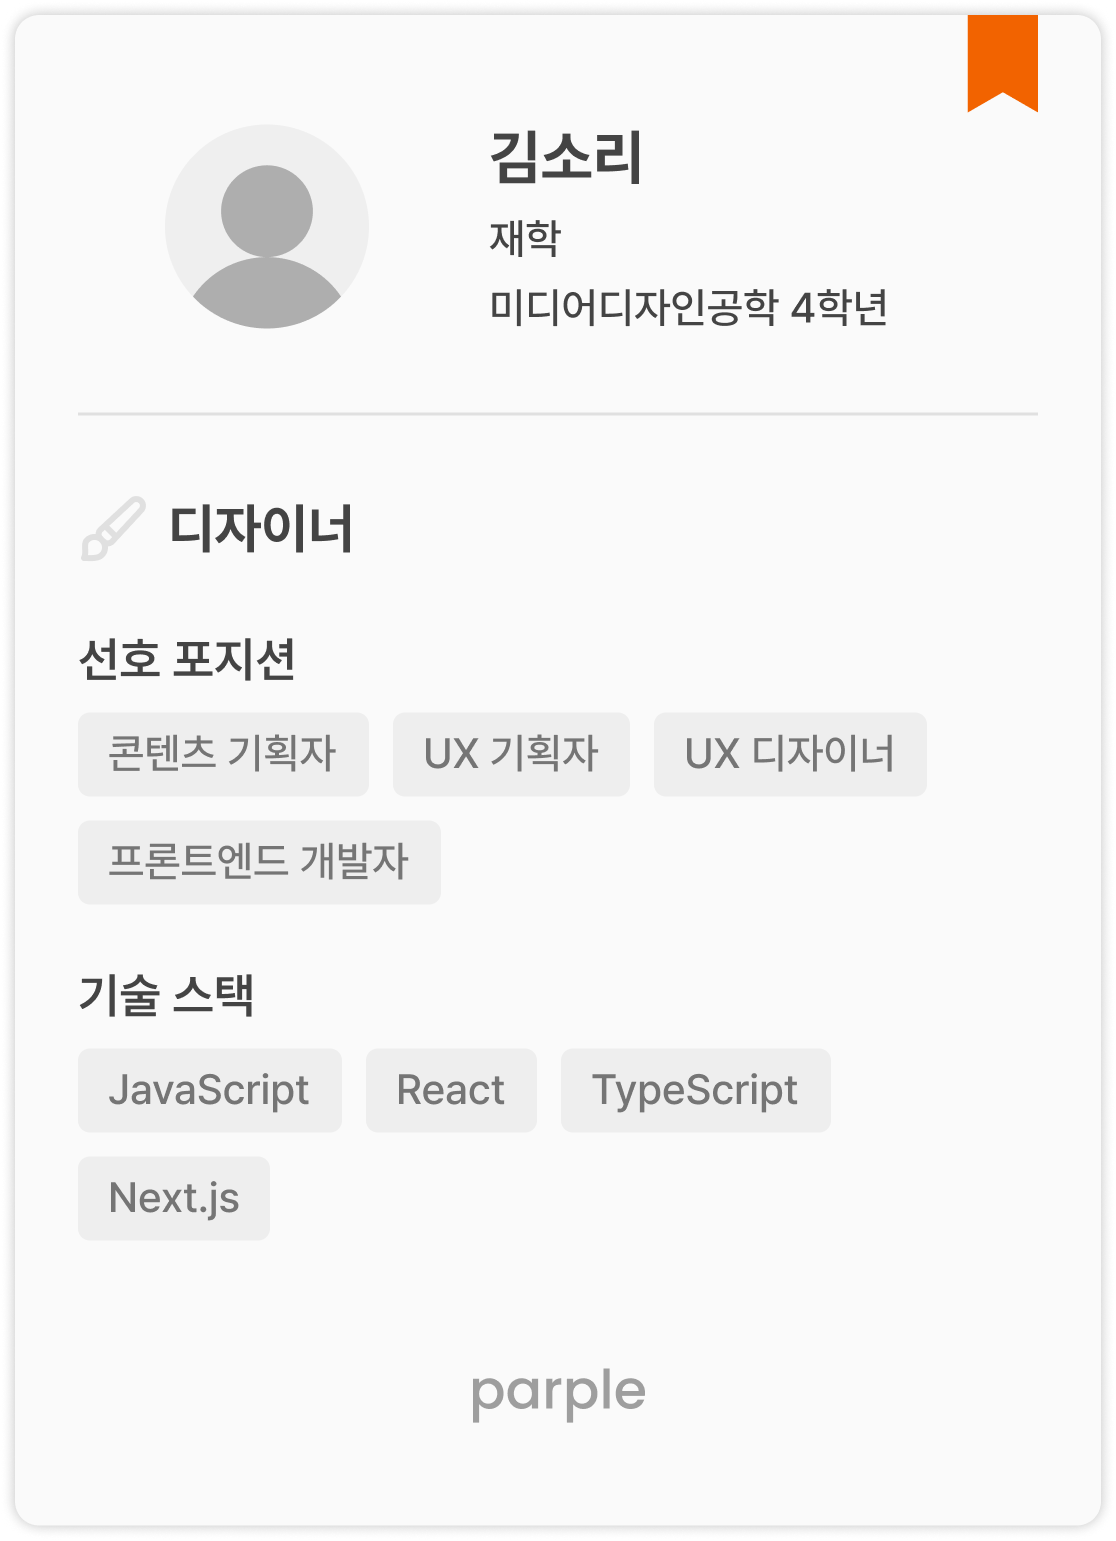 김소리
재학
미디어디자인공학 4학년
디자이너
선호 포지션
콘텐츠 기획자 UX 기획자 UX 디자이너
프론트엔드 개발자
기술 스택
JavaScript React TypeScript
Next.js
parple